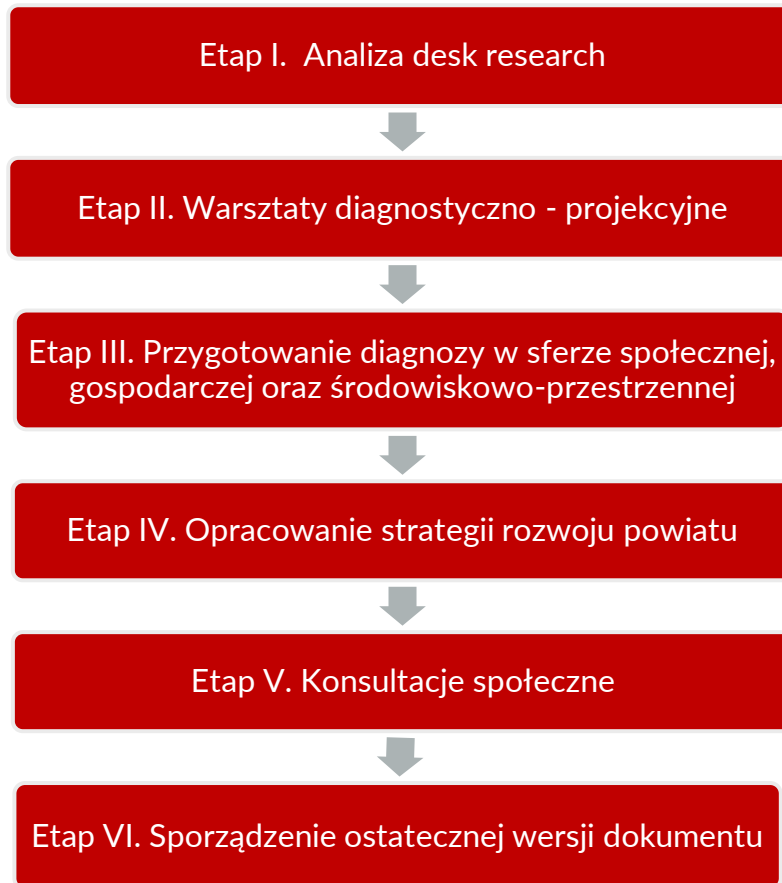 Etap I.  Analiza desk research
Etap II. Warsztaty diagnostyczno - projekcyjne
Etap III. Przygotowanie diagnozy w sferze społecznej,
gospodarczej oraz środowiskowo-przestrzennej
Etap IV. Opracowanie strategii rozwoju powiatu
Etap V. Konsultacje społeczne
Etap VI. Sporządzenie ostatecznej wersji dokumentu